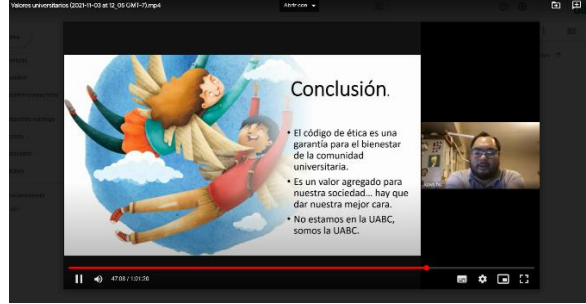 Valores universitarios (2021-11-03 at 12_05 GMT-7).mp4
Abrir con
Conclusión.
• El código de ética es una
garantía para el bienestar
de la comunidad
universitaria.
• Es un valor agregado para
nuestra sociedad... hay que
dar nuestra mejor cara.
• No estamos en la UABC,
somos la UABC.
47:08 / 1:01:20